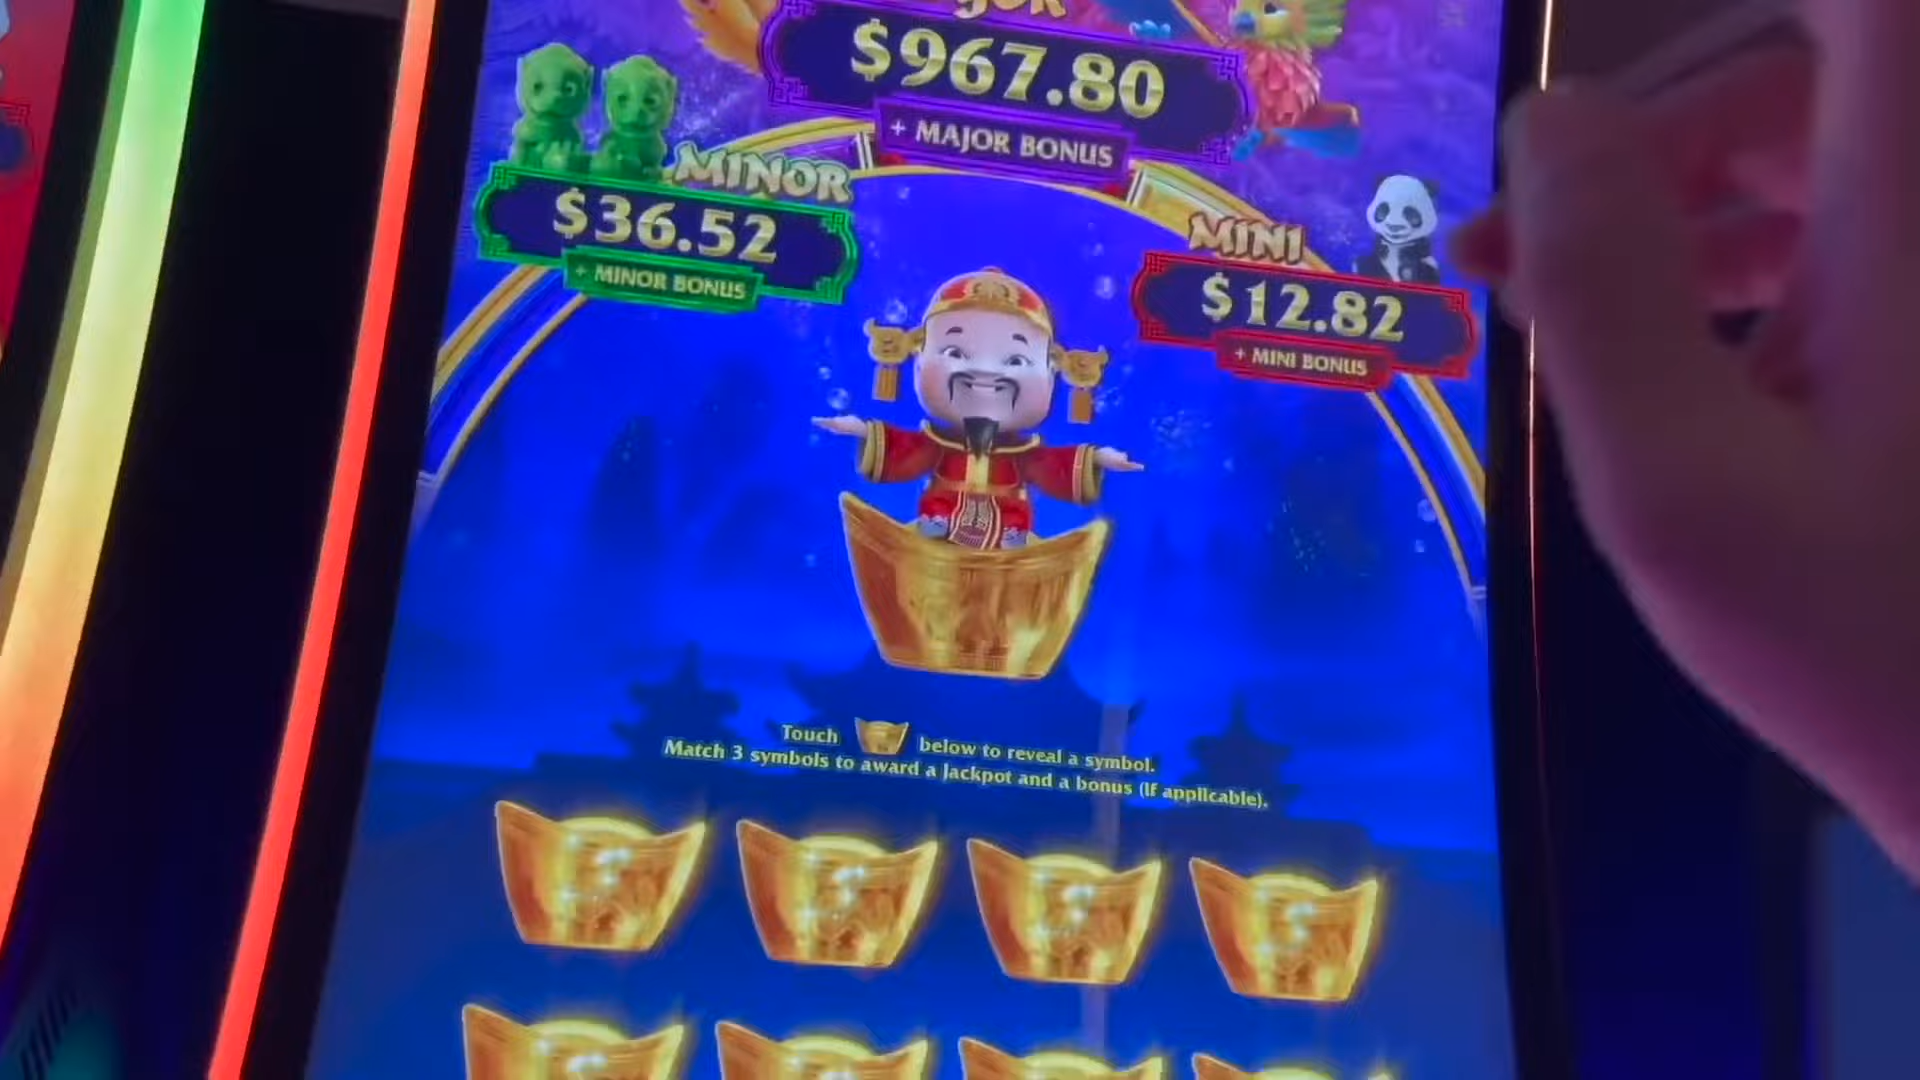 $967.80
+ MAJOR BONUS
MINOR
$36.52
+ MINOR BONUS
MINI
$12.82
+ MINI BONUS
Touch below to reveal a symbol.
Match 3 symbols to award a Jackpot and a bonus (if applicable).